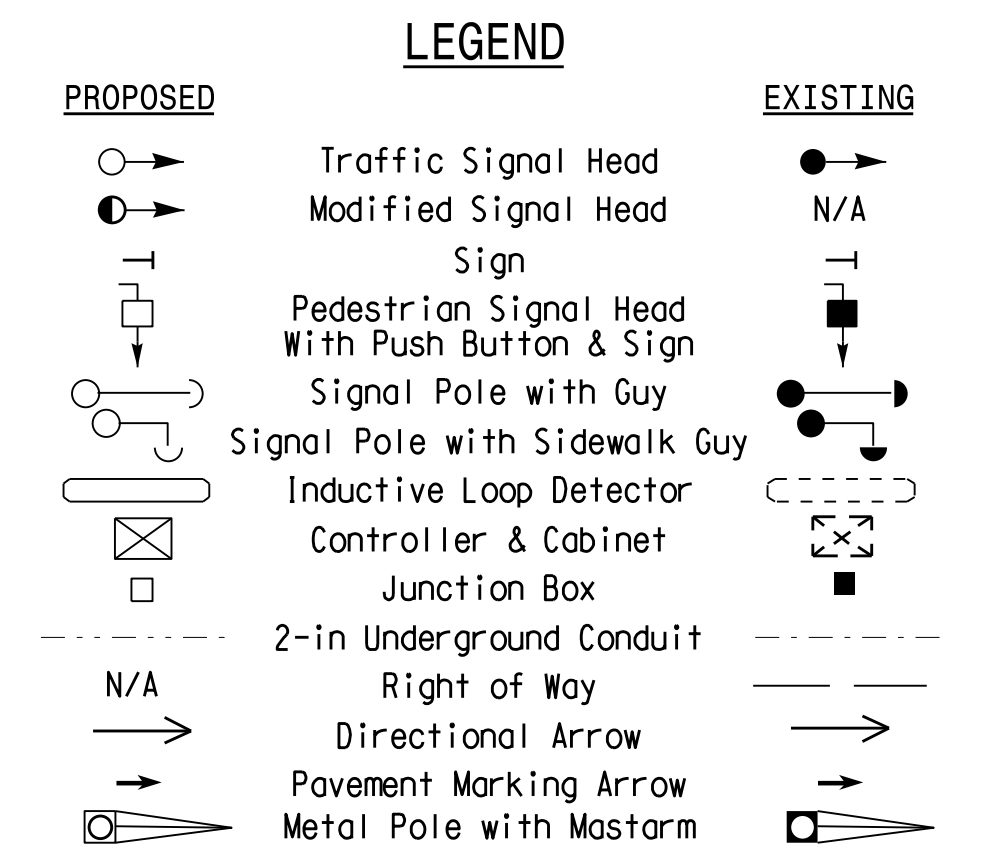 LEGEND
PROPOSED EXISTING
Traffic Signal Head
Modified Signal Head N/A
Sign
Pedestrian Signal Head
With Push Button & Sign
Signal Pole with Guy
Signal Pole with Sidewalk Guy
Inductive Loop Detector
Controller & Cabinet
Junction Box
2-in Underground Conduit
N/A Right of Way
Directional Arrow
Pavement Marking Arrow
Metal Pole with Mastarm